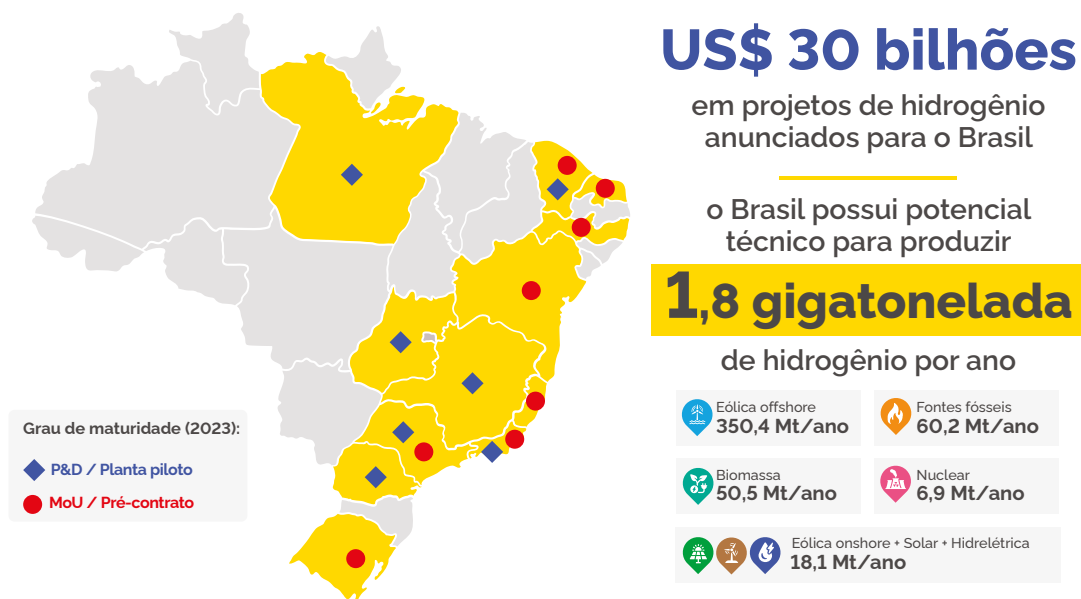 US$ 30 bilhões
em projetos de hidrogênio
anunciados para o Brasil
o Brasil possui potencial
técnico para produzir
1,8 gigatonelada
de hidrogênio por ano
Eólica offshore
350,4 Mt/ano
Fontes fósseis
60,2 Mt/ano
Biomassa
50,5 Mt/ano
Nuclear
6,9 Mt/ano
Eólica onshore + Solar + Hidrelétrica
18,1 Mt/ano
Grau de maturidade (2023):
P&D / Planta piloto
MoU / Pré-contrato